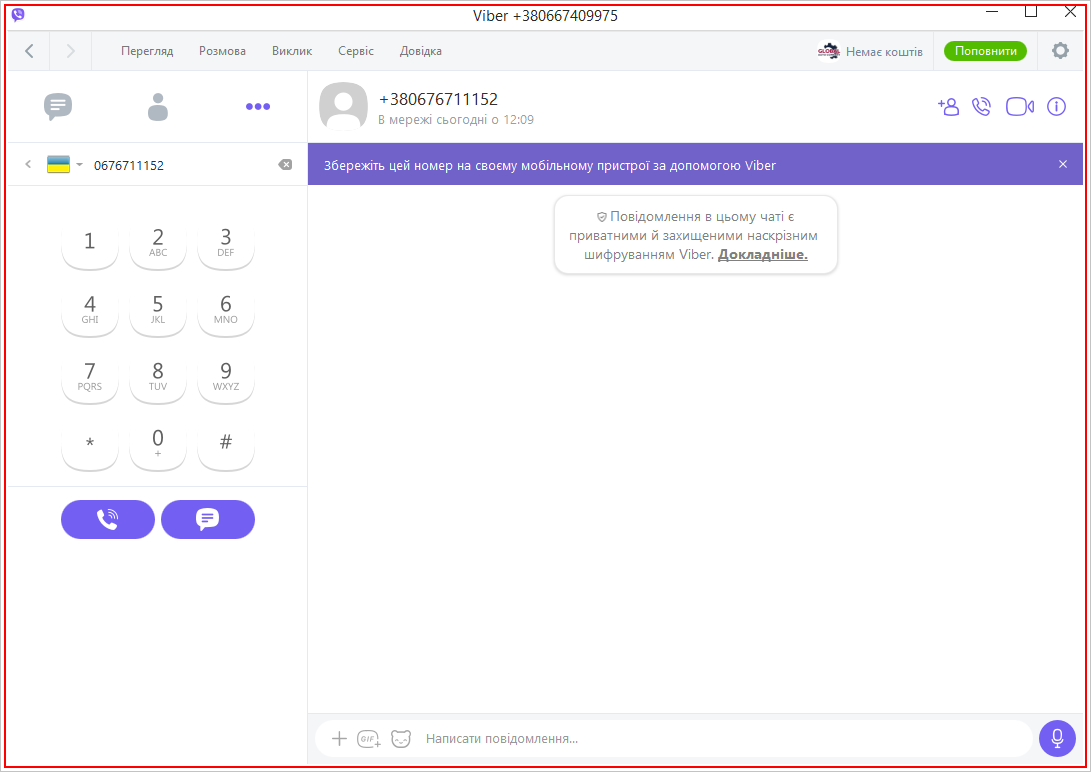 Viber +380667409975
Перегляд Розмова Виклик Сервіс Довідка
GLOBAL
Немає коштів
Поповнити
+380676711152
В мережі сьогодні о 12:09
0676711152
Збережіть цей номер на своєму мобільному пристрої за допомогою Viber
Повідомлення в цьому чаті є
приватними й захищеними наскрізним
шифруванням Viber. Докладніше.
1 2 3
ABC DEF
4 5 6
GHI JKL MNO
7 8 9
PQRS TUV WXYZ
* 0 #
+
GIF
Написати повідомлення...